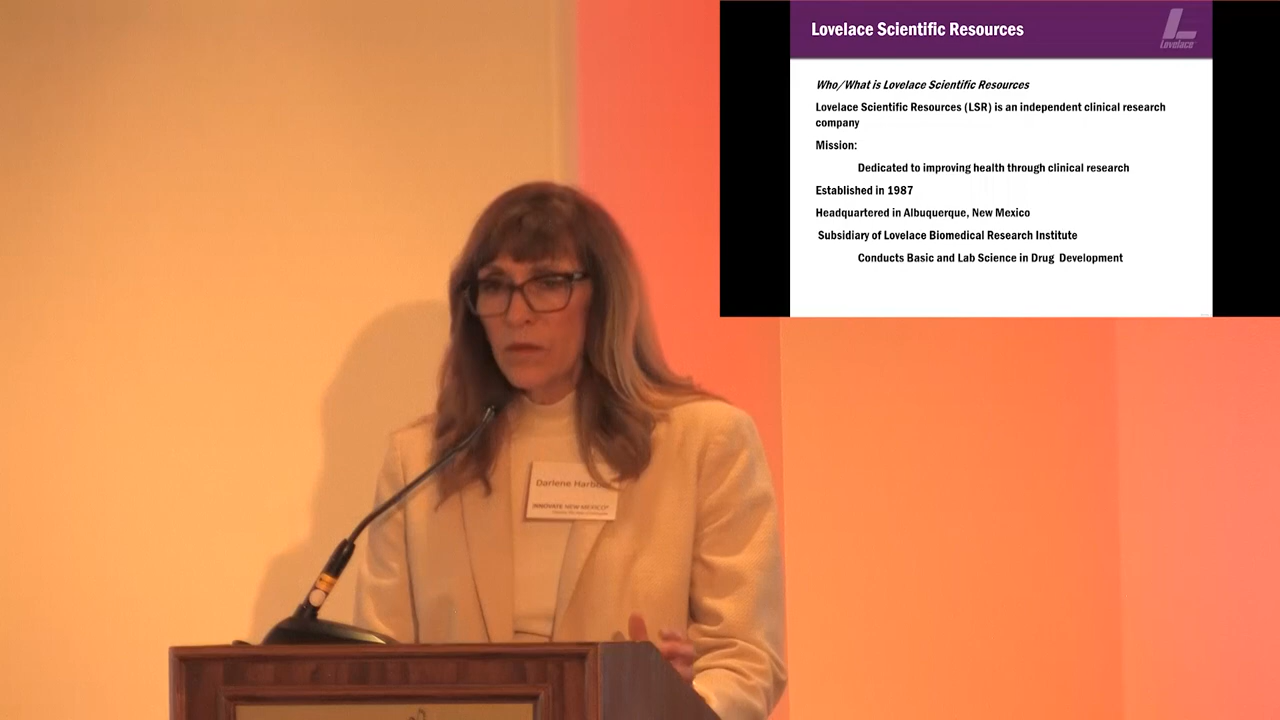 Lovelace Scientific Resources
Lovelace
Who/What is Lovelace Scientific Resources
Lovelace Scientific Resources (LSR) is an independent clinical research
company
Mission:
Dedicated to improving health through clinical research
Established in 1987
Headquartered in Albuquerque, New Mexico
Subsidiary of Lovelace Biomedical Research Institute
Conducts Basic and Lab Science in Drug Development
Darlene
INNOVATE NEW MEXICO